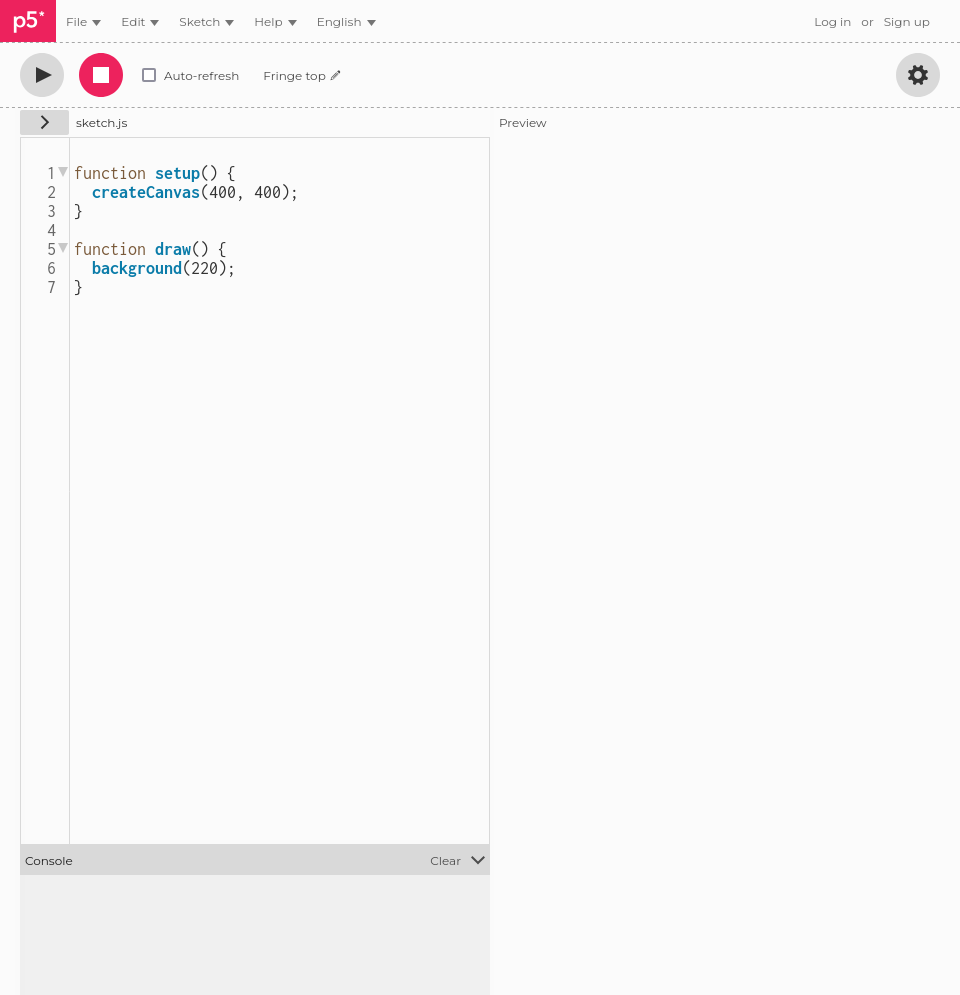 p5*
File Edit Sketch Help English Log in or Sign up
Auto-refresh Fringe top
sketch.js Preview
1 function setup() {
2   createCanvas(400, 400);
3 }
4
5 function draw() {
6   background(220);
7 }
Console Clear